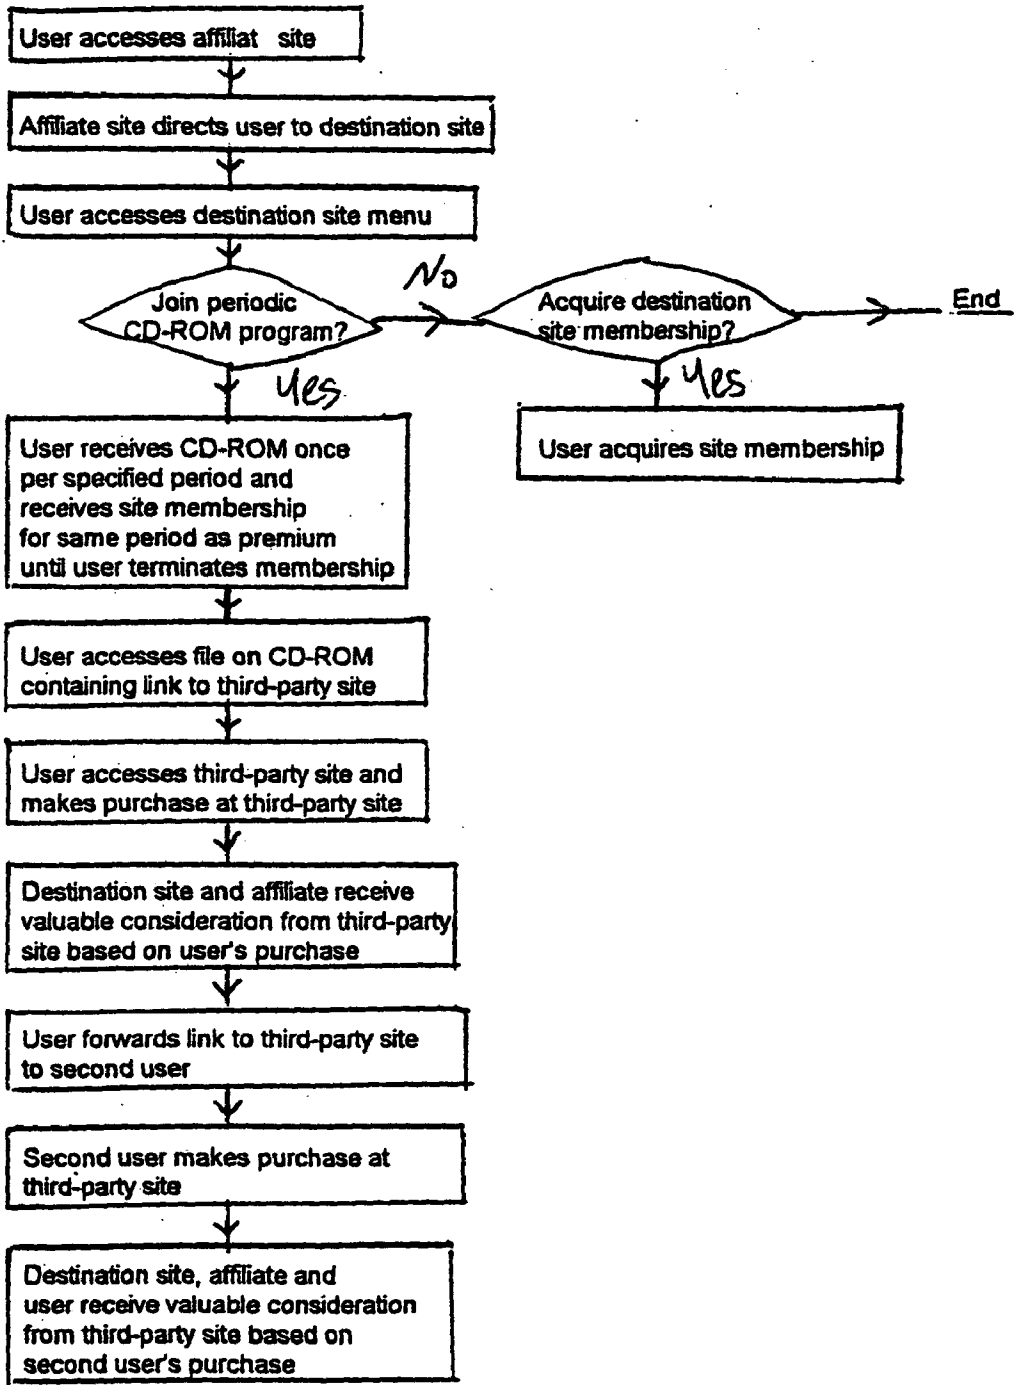 User accesses affiliat site
Affiliate site directs user to destination site
User accesses destination site menu
Join periodic
CD-ROM program?
No
Acquire destination
site membership?
End
Yes
Yes
User receives CD-ROM once
per specified period and
receives site membership
for same period as premium
until user terminates membership
User acquires site membership
User accesses file on CD-ROM
containing link to third-party site
User accesses third-party site and
makes purchase at third-party site
Destination site and affiliate receive
valuable consideration from third-party
site based on user's purchase
User forwards link to third-party site
to second user
Second user makes purchase at
third-party site
Destination site, affiliate and
user receive valuable consideration
from third-party site based on
second user's purchase